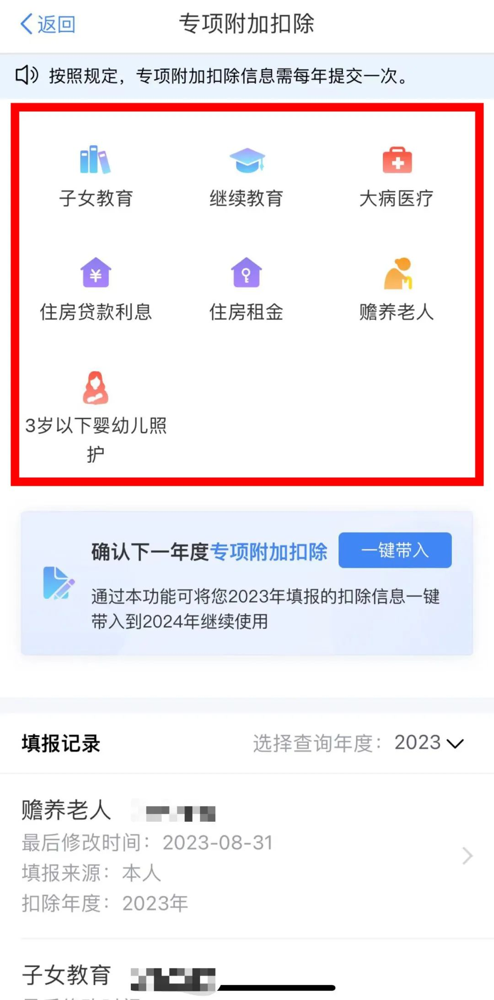 返回
专项附加扣除
按照规定，专项附加扣除信息需每年提交一次。
子女教育
继续教育
大病医疗
住房贷款利息
住房租金
赡养老人
3岁以下婴幼儿照
护
确认下一年度专项附加扣除
一键带入
通过本功能可将您2023年填报的扣除信息一键
带入到2024年继续使用
填报记录
选择查询年度：2023
赡养老人
最后修改时间：2023-08-31
填报来源：本人
扣除年度：2023年
子女教育